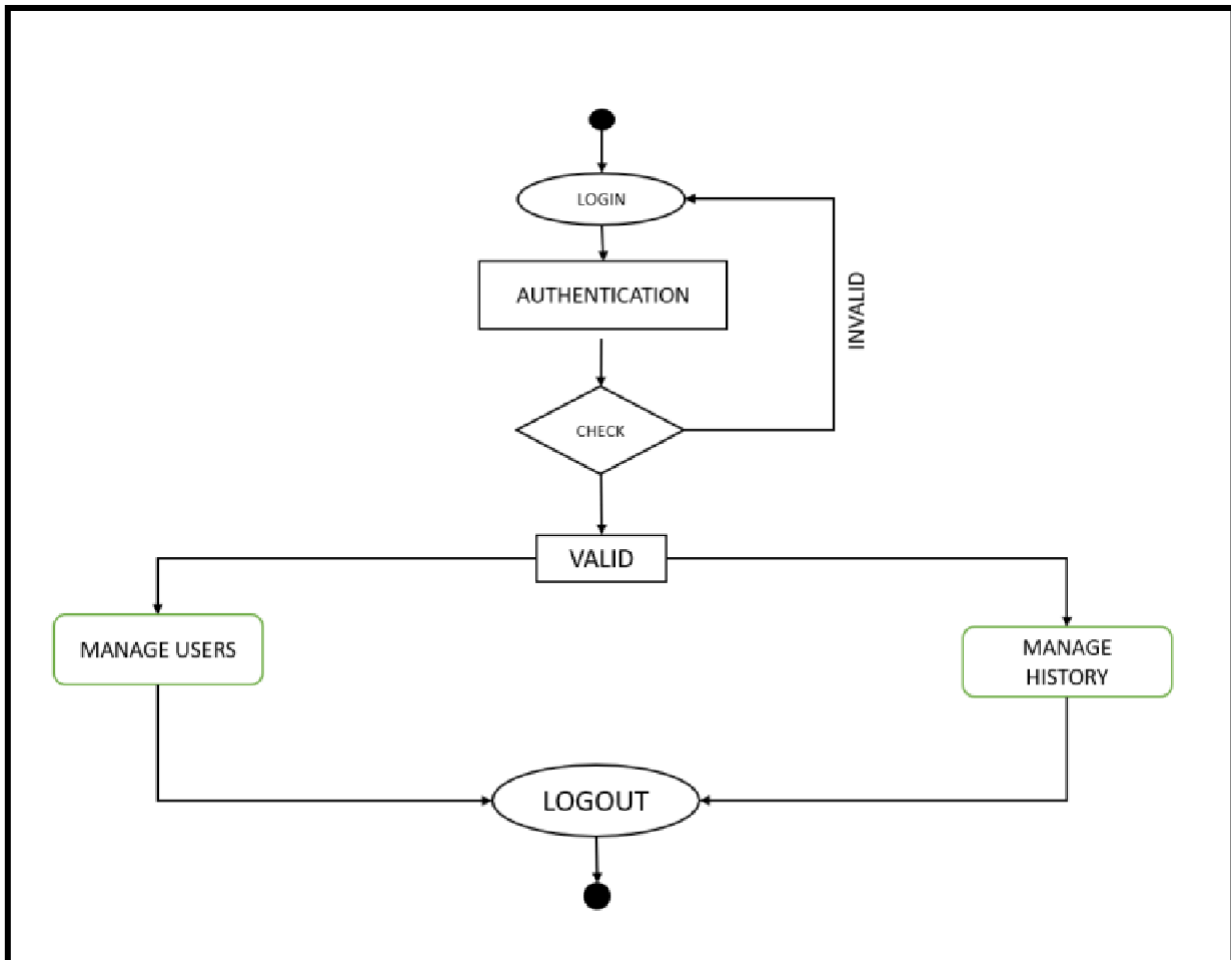 LOGIN
AUTHENTICATION
INVALID
CHECK
VALID
MANAGE USERS
MANAGE
HISTORY
LOGOUT